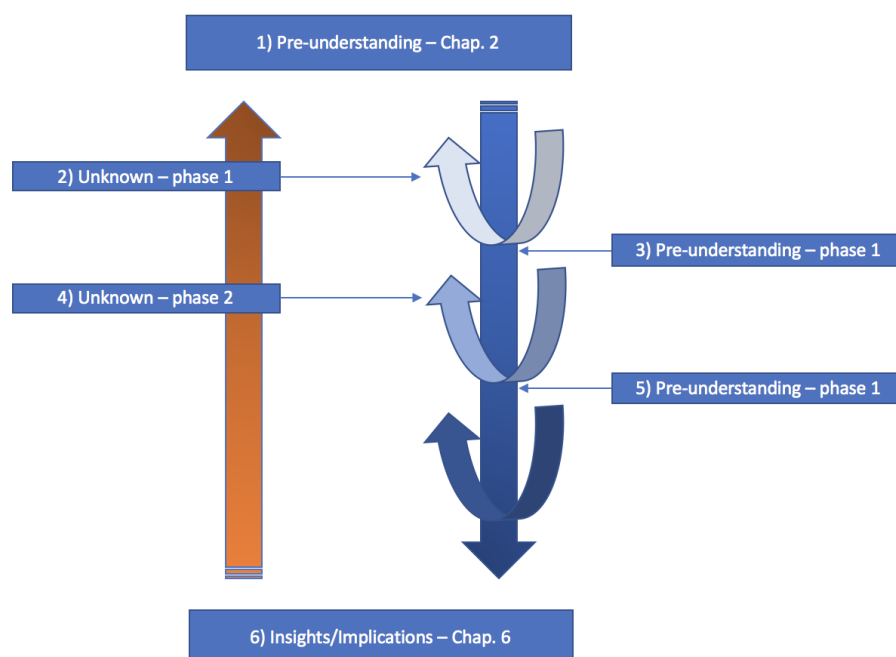 1) Pre-understanding – Chap. 2
2) Unknown – phase 1
3) Pre-understanding – phase 1
4) Unknown – phase 2
5) Pre-understanding – phase 1
6) Insights/Implications – Chap. 6